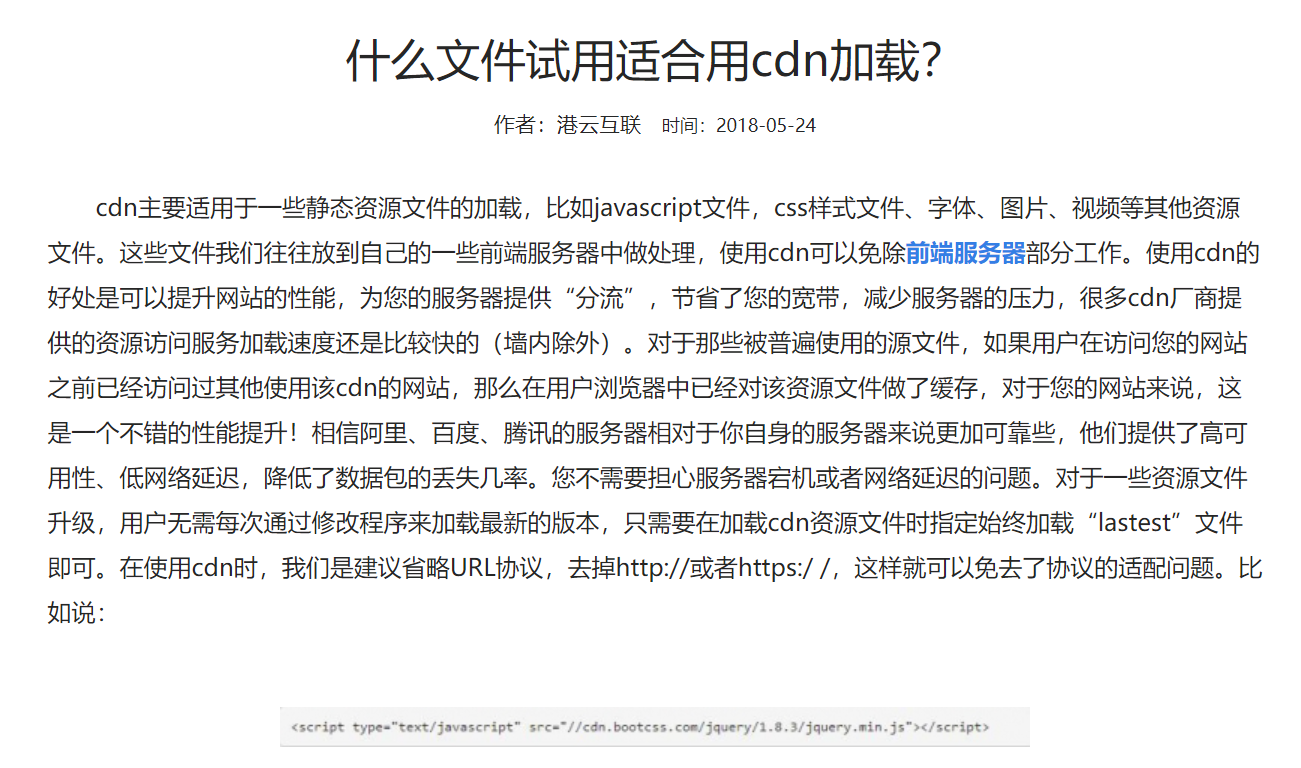 什么文件试用适合用cdn加载？
作者：港云互联 时间：2018-05-24
cdn主要适用于一些静态资源文件的加载，比如javascript文件，css样式文件、字体、图片、视频等其他资源
文件。这些文件我们往往放到自己的一些前端服务器中做处理，使用cdn可以免除前端服务器部分工作。使用cdn的
好处是可以提升网站的性能，为您的服务器提供“分流”，节省了您的宽带，减少服务器的压力，很多cdn厂商提
供的资源访问服务加载速度还是比较快的（墙内除外）。对于那些被普遍使用的源文件，如果用户在访问您的网站
之前已经访问过其他使用该cdn的网站，那么在用户浏览器中已经对该资源文件做了缓存，对于您的网站来说，这
是一个不错的性能提升！相信阿里、百度、腾讯的服务器相对于你自身的服务器来说更加可靠些，他们提供了高可
用性、低网络延迟，降低了数据包的丢失几率。您不需要担心服务器宕机或者网络延迟的问题。对于一些资源文件
升级，用户无需每次通过修改程序来加载最新的版本，只需要在加载cdn资源文件时指定始终加载“lastest”文件
即可。在使用cdn时，我们是建议省略URL协议，去掉http://或者https:/ /，这样就可以免去了协议的适配问题。比
如说：
<script type="text/javascript" src="//cdn.bootcss.com/jquery/1.8.3/jquery.min.js"></script>